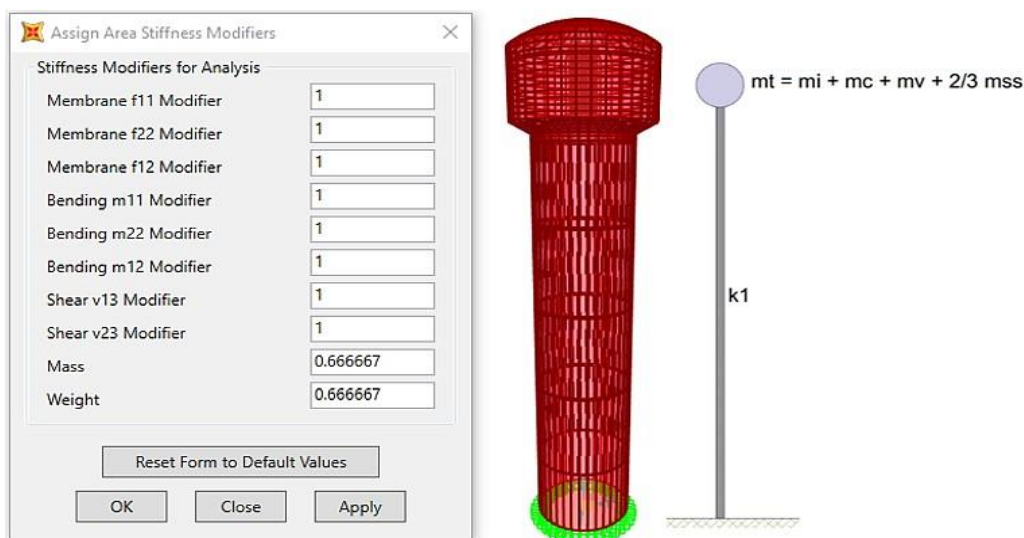 Assign Area Stiffness Modifiers
Stiffness Modifiers for Analysis
Membrane f11 Modifier 1
Membrane f22 Modifier 1
Membrane f12 Modifier 1
Bending m11 Modifier 1
Bending m22 Modifier 1
Bending m12 Modifier 1
Shear v13 Modifier 1
Shear v23 Modifier 1
Mass 0.666667
Weight 0.666667
Reset Form to Default Values
OK Close Apply
mt = mi + mc + mv + 2/3 mss
k1